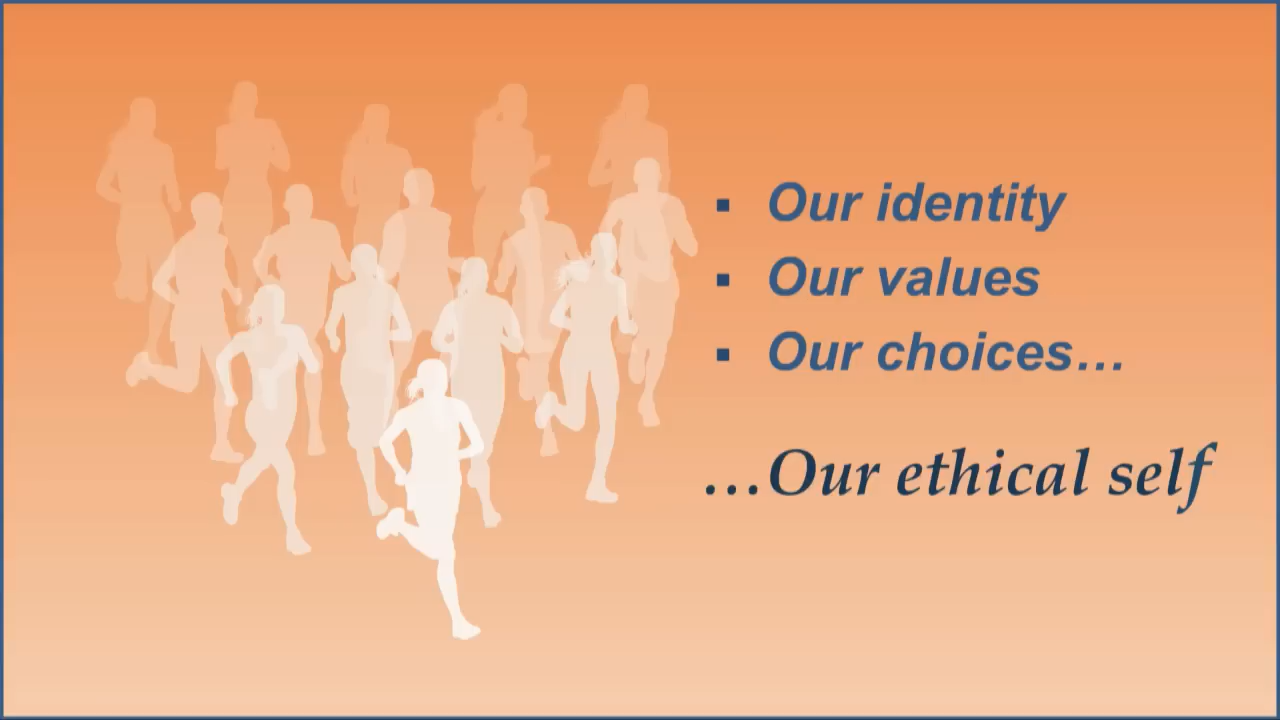 ▪ Our identity
▪ Our values
▪ Our choices…
…Our ethical self